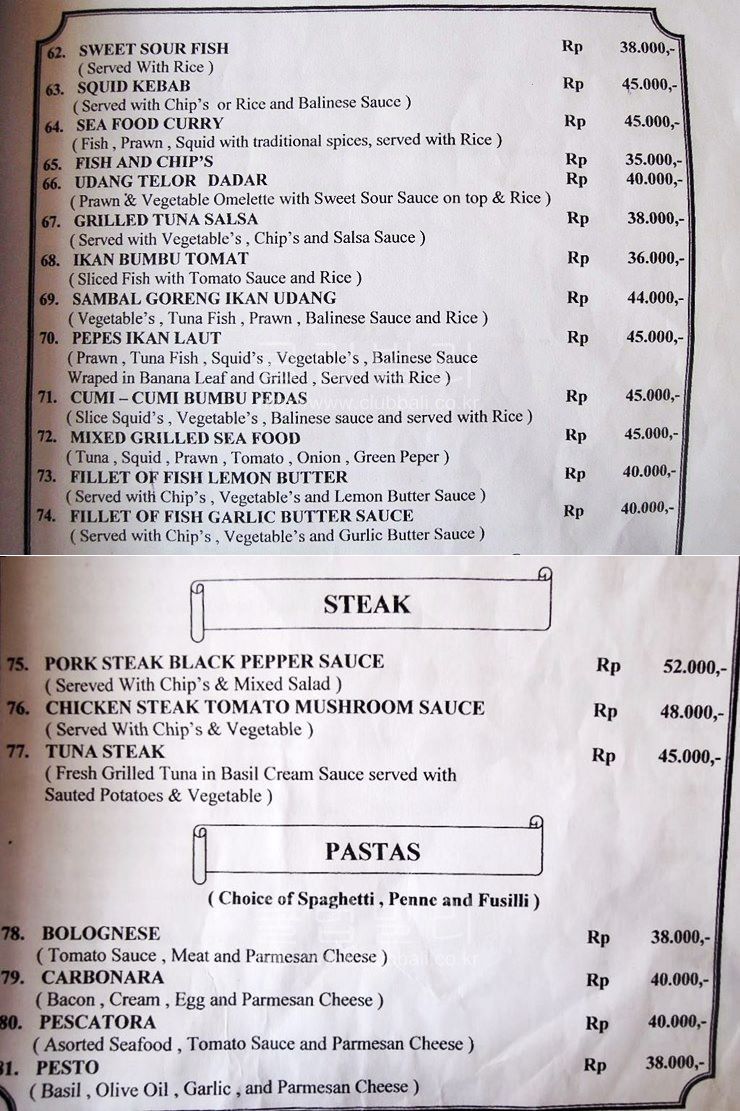 62. SWEET SOUR FISH Rp 38.000,-
( Served With Rice )
63. SQUID KEBAB Rp 45.000,-
( Served with Chip's or Rice and Balinese Sauce )
64. SEA FOOD CURRY Rp 45.000,-
( Fish , Prawn , Squid with traditional spices, served with Rice )
65. FISH AND CHIP'S Rp 35.000,-
66. UDANG TELOR DADAR Rp 40.000,-
( Prawn & Vegetable Omelette with Sweet Sour Sauce on top & Rice )
67. GRILLED TUNA SALSA Rp 38.000,-
( Served with Vegetable's , Chip's and Salsa Sauce )
68. IKAN BUMBU TOMAT Rp 36.000,-
( Sliced Fish with Tomato Sauce and Rice )
69. SAMBAL GORENG IKAN UDANG Rp 44.000,-
( Vegetable's , Tuna Fish , Prawn , Balinese Sauce and Rice )
70. PEPES IKAN LAUT Rp 45.000,-
( Prawn , Tuna Fish , Squid's , Vegetable's , Balinese Sauce
Wraped in Banana Leaf and Grilled , Served with Rice )
71. CUMI – CUMI BUMBU PEDAS Rp 45.000,-
www.clubbali.co.kr
( Slice Squid's , Vegetable's , Balinese sauce and served with Rice )
72. MIXED GRILLED SEA FOOD Rp 45.000,-
( Tuna , Squid , Prawn , Tomato , Onion , Green Peper )
73. FILLET OF FISH LEMON BUTTER Rp 40.000,-
( Served with Chip's , Vegetable's and Lemon Butter Sauce )
74. FILLET OF FISH GARLIC BUTTER SAUCE Rp 40.000,-
( Served with Chip's , Vegetable's and Gurlic Butter Sauce )
STEAK
75. PORK STEAK BLACK PEPPER SAUCE Rp 52.000,-
( Sereved With Chip's & Mixed Salad )
76. CHICKEN STEAK TOMATO MUSHROOM SAUCE Rp 48.000,-
( Served With Chip's & Vegetable )
77. TUNA STEAK Rp 45.000,-
( Fresh Grilled Tuna in Basil Cream Sauce served with
Sauted Potatoes & Vegetable )
PASTAS
( Choice of Spaghetti , Penne and Fusilli )
78. BOLOGNESE Rp 38.000,-
( Tomato Sauce , Meat and Parmesan Cheese )
79. CARBONARA Rp 40.000,-
( Bacon , Cream , Egg and Parmesan Cheese )
80. PESCATORA Rp 40.000,-
( Asorted Seafood , Tomato Sauce and Parmesan Cheese )
81. PESTO Rp 38.000,-
( Basil , Olive Oil , Garlic , and Parmesan Cheese )